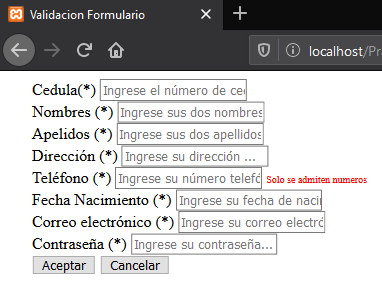 Validacion Formulario
localhost/Pr
Cedula(*) Ingrese el número de ced
Nombres (*) Ingrese sus dos nombres
Apelidos (*) Ingrese sus dos apellidos
Dirección (*) Ingrese su dirección ...
Teléfono (*) Ingrese su número telefó Solo se admiten numeros
Fecha Nacimiento (*) Ingrese su fecha de naci
Correo electrónico (*) Ingrese su correo electró
Contraseña (*) Ingrese su contraseña...
Aceptar Cancelar